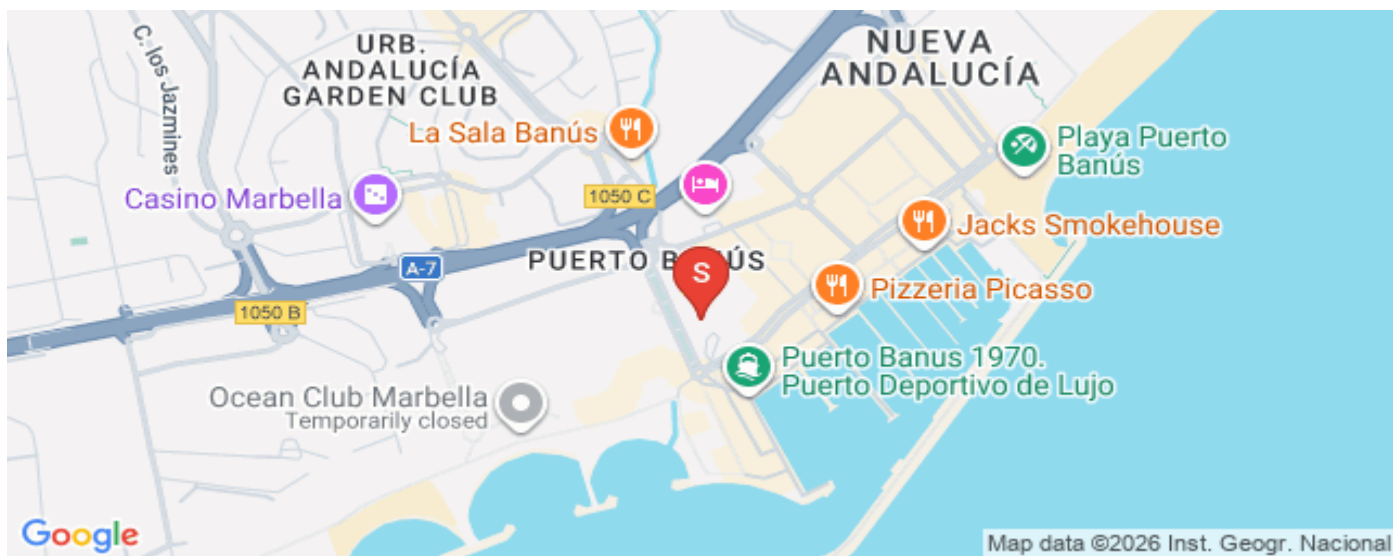 C. los Jazmines
URB.
ANDALUCÍA
GARDEN CLUB
NUEVA
ANDALUCÍA
La Sala Banús
Playa Puerto
Banús
Casino Marbella
1050 C
Jacks Smokehouse
A-7
PUERTO BANÚS
S
Pizzeria Picasso
1050 B
Puerto Banus 1970.
Puerto Deportivo de Lujo
Ocean Club Marbella
Temporarily closed
Google
Map data ©2026 Inst. Geogr. Nacional